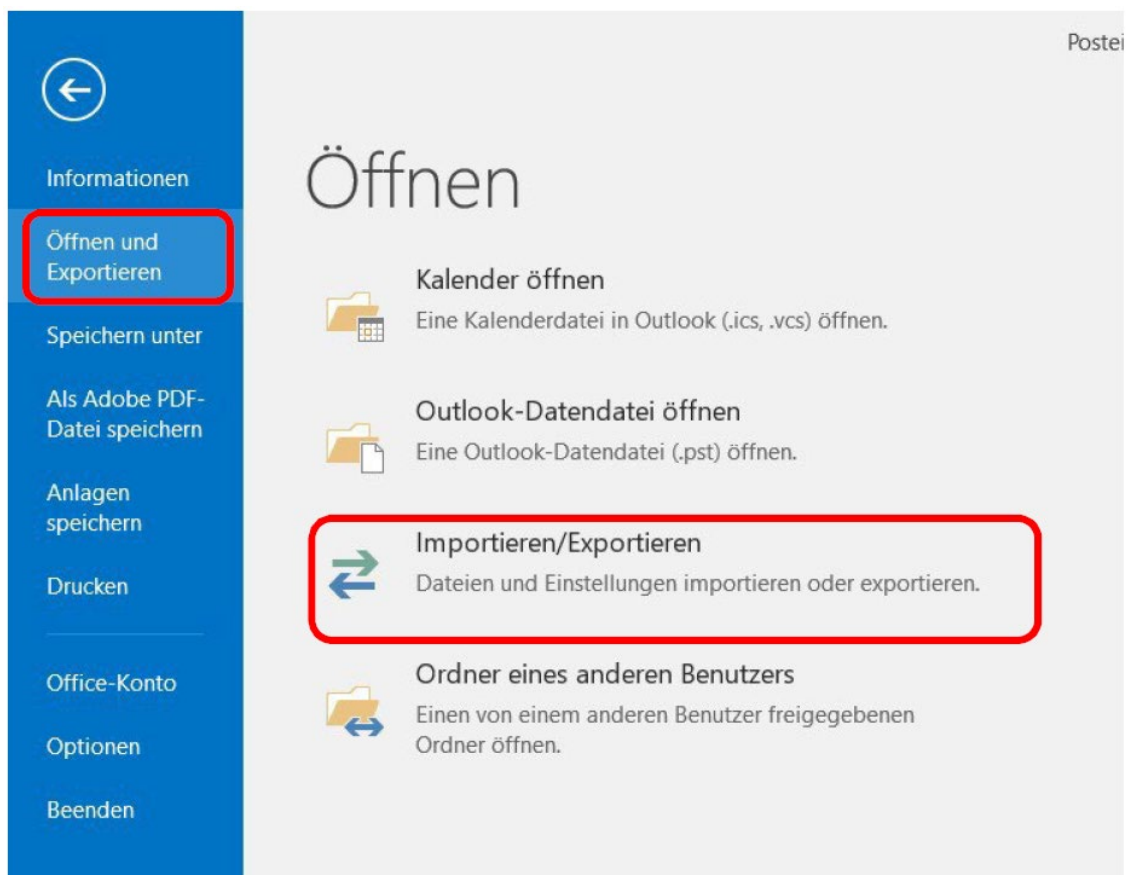 Postei
Informationen
Öffnen und
Exportieren
Speichern unter
Als Adobe PDF-
Datei speichern
Anlagen
speichern
Drucken
Office-Konto
Optionen
Beenden
Öffnen
Kalender öffnen
Eine Kalenderdatei in Outlook (.ics, .vcs) öffnen.
Outlook-Datendatei öffnen
Eine Outlook-Datendatei (.pst) öffnen.
Importieren/Exportieren
Dateien und Einstellungen importieren oder exportieren.
Ordner eines anderen Benutzers
Einen von einem anderen Benutzer freigegebenen
Ordner öffnen.